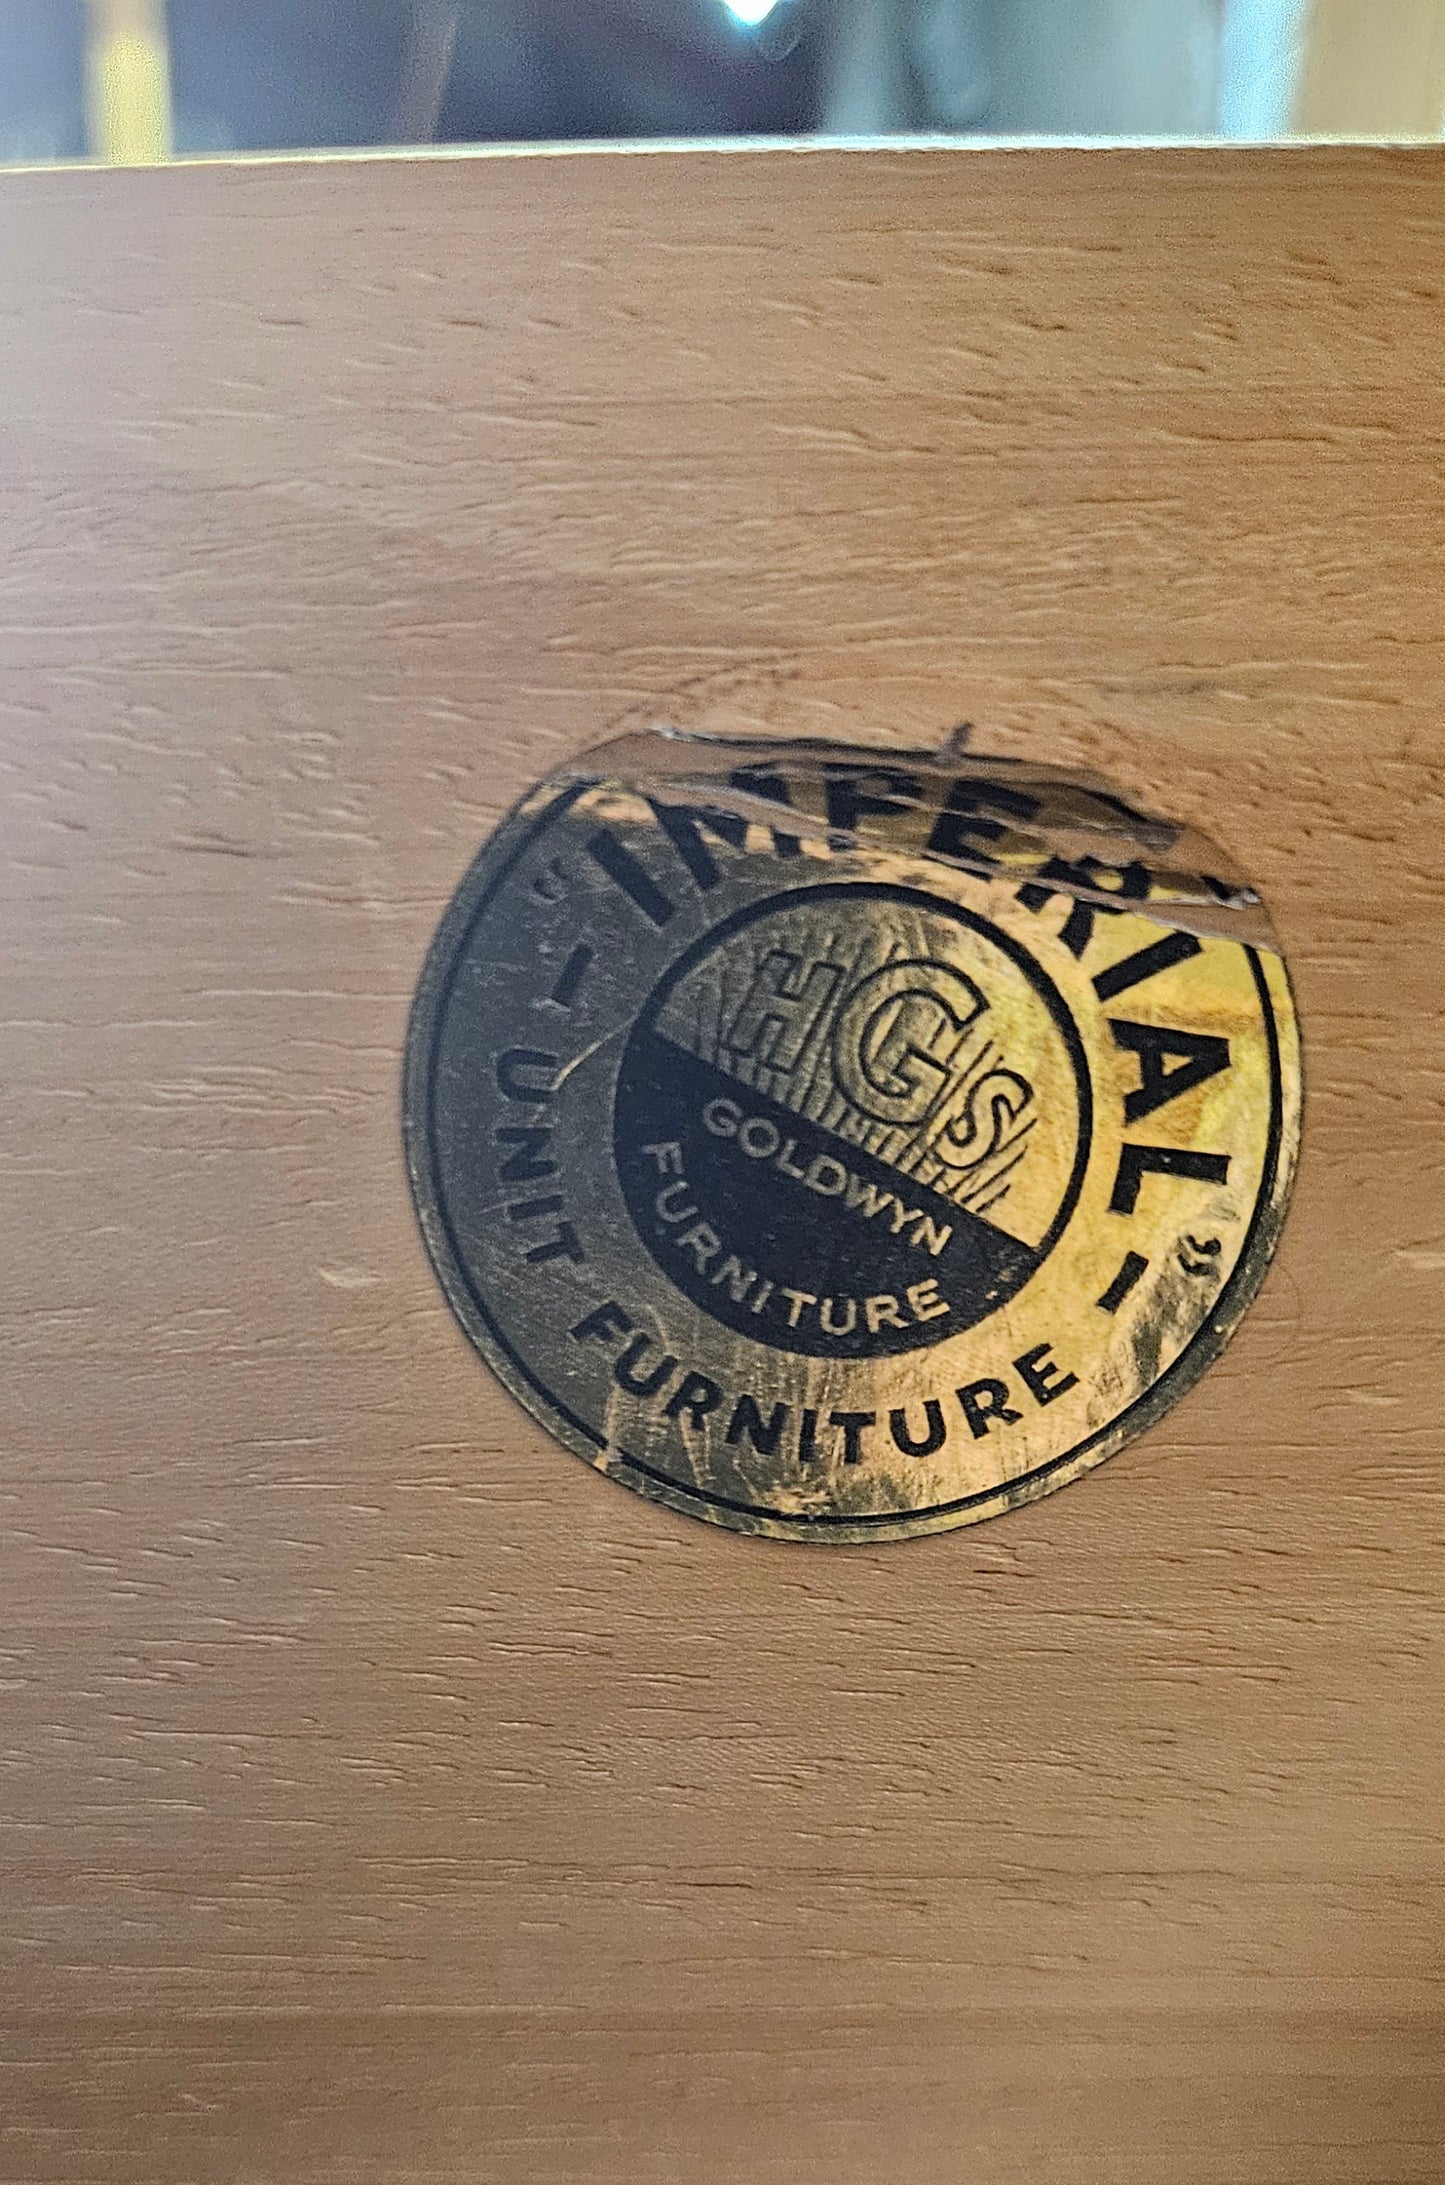 "IMPERIAL"
HGS
GOLDWYN
FURNITURE
- UNIT FURNITURE -